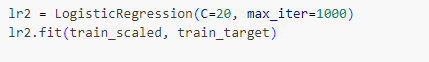 lr2 = LogisticRegression(C=20, max_iter=1000)
lr2.fit(train_scaled, train_target)